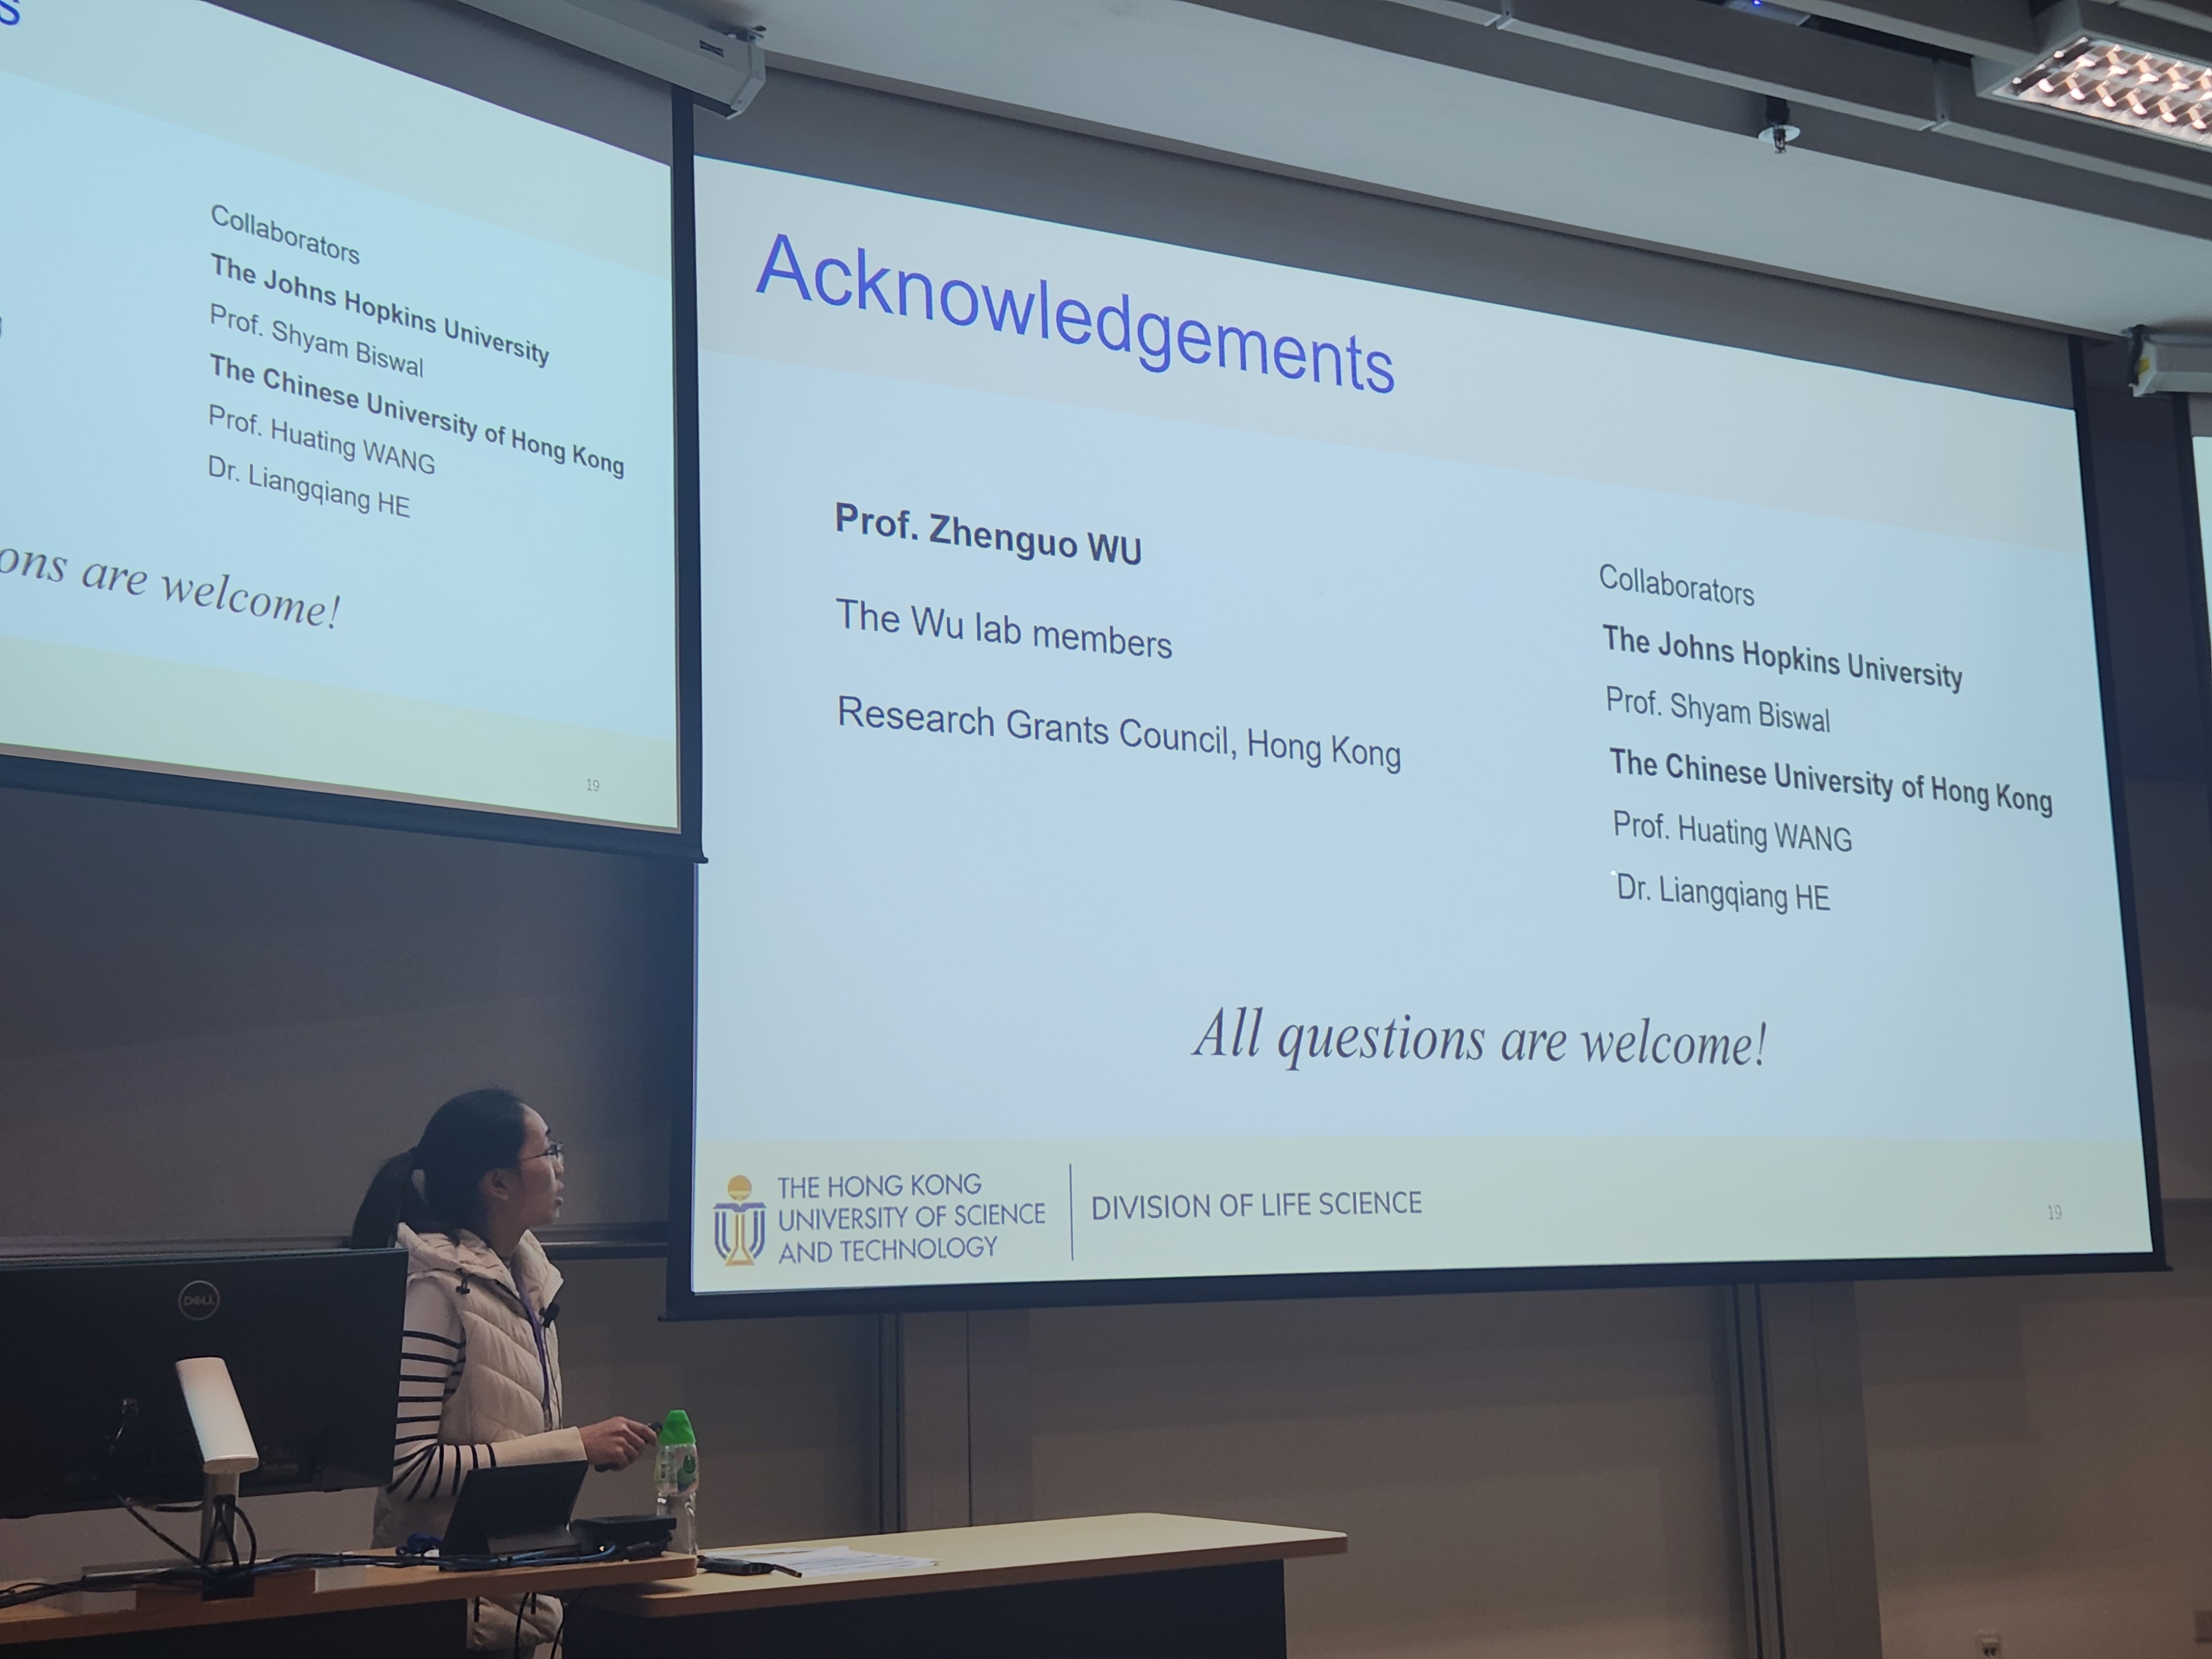 s
Collaborators
The Johns Hopkins University
Prof. Shyam Biswal
The Chinese University of Hong Kong
Prof. Huating WANG
Dr. Liangqiang HE
ons are welcome!
19
Acknowledgements
Prof. Zhenguo WU
The Wu lab members
Research Grants Council, Hong Kong
Collaborators
The Johns Hopkins University
Prof. Shyam Biswal
The Chinese University of Hong Kong
Prof. Huating WANG
Dr. Liangqiang HE
All questions are welcome!
THE HONG KONG
UNIVERSITY OF SCIENCE
AND TECHNOLOGY
DIVISION OF LIFE SCIENCE
19
DELL